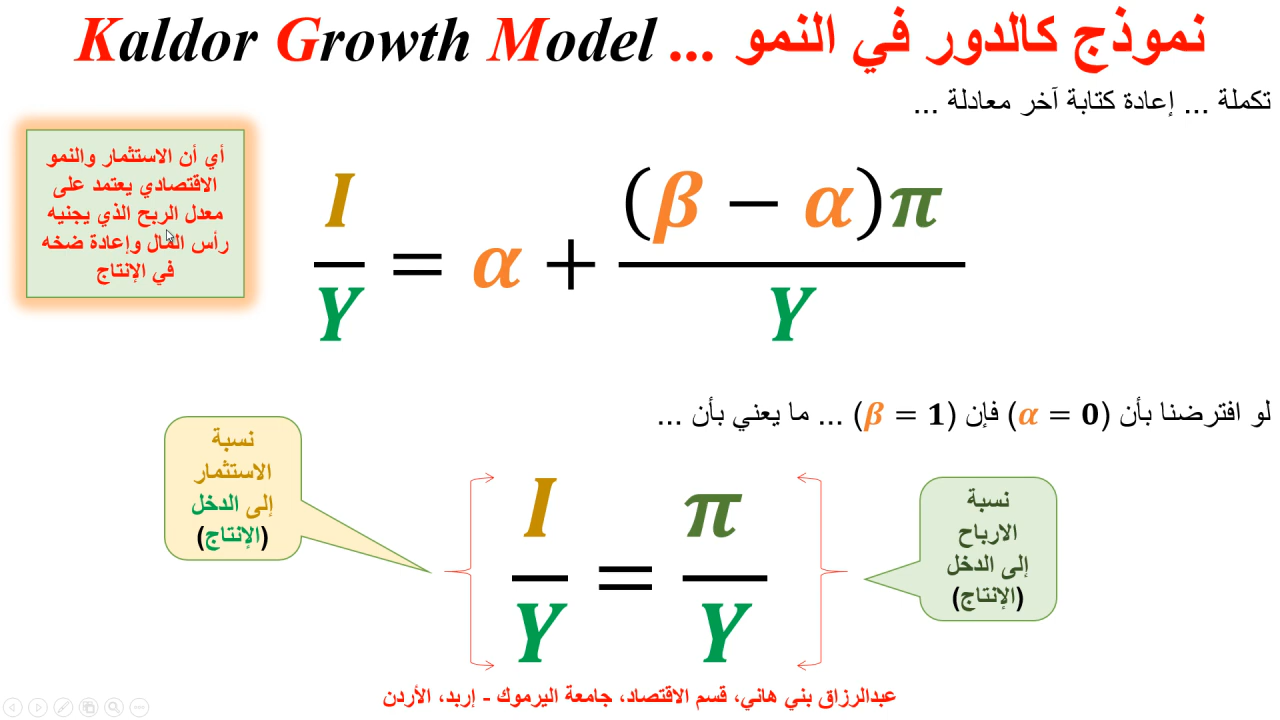 نموذج كالدور في النمو ... Kaldor Growth Model
تكملة ... إعادة كتابة آخر معادلة ...
أي أن الاستثمار والنمو
الاقتصادي يعتمد على
معدل الربح الذي يجنيه
رأس المال وإعادة ضخه
في الإنتاج
I/Y = α + (β − α)π/Y
لو افترضنا بأن (α = 0) فإن (β = 1) ... ما يعني بأن ...
نسبة
الاستثمار
إلى الدخل
(الإنتاج)
I/Y = π/Y
نسبة
الارباح
إلى الدخل
(الإنتاج)
عبدالرزاق بني هاني، قسم الاقتصاد، جامعة اليرموك - إربد، الأردن